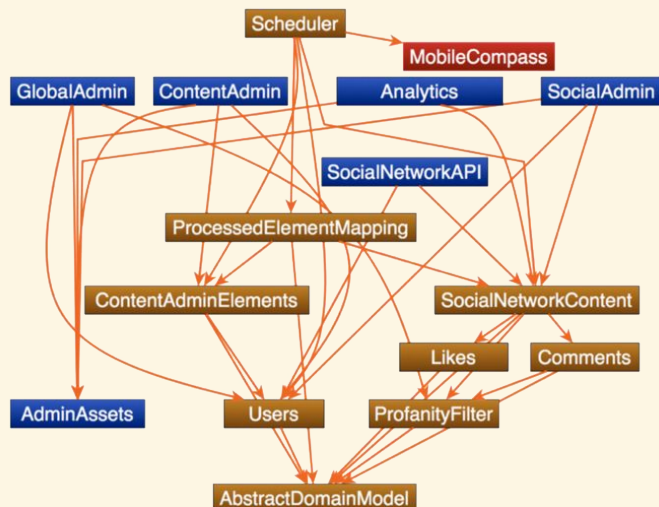 Scheduler
MobileCompass
GlobalAdmin
ContentAdmin
Analytics
SocialAdmin
SocialNetworkAPI
ProcessedElementMapping
ContentAdminElements
SocialNetworkContent
Likes
Comments
AdminAssets
Users
ProfanityFilter
AbstractDomainModel